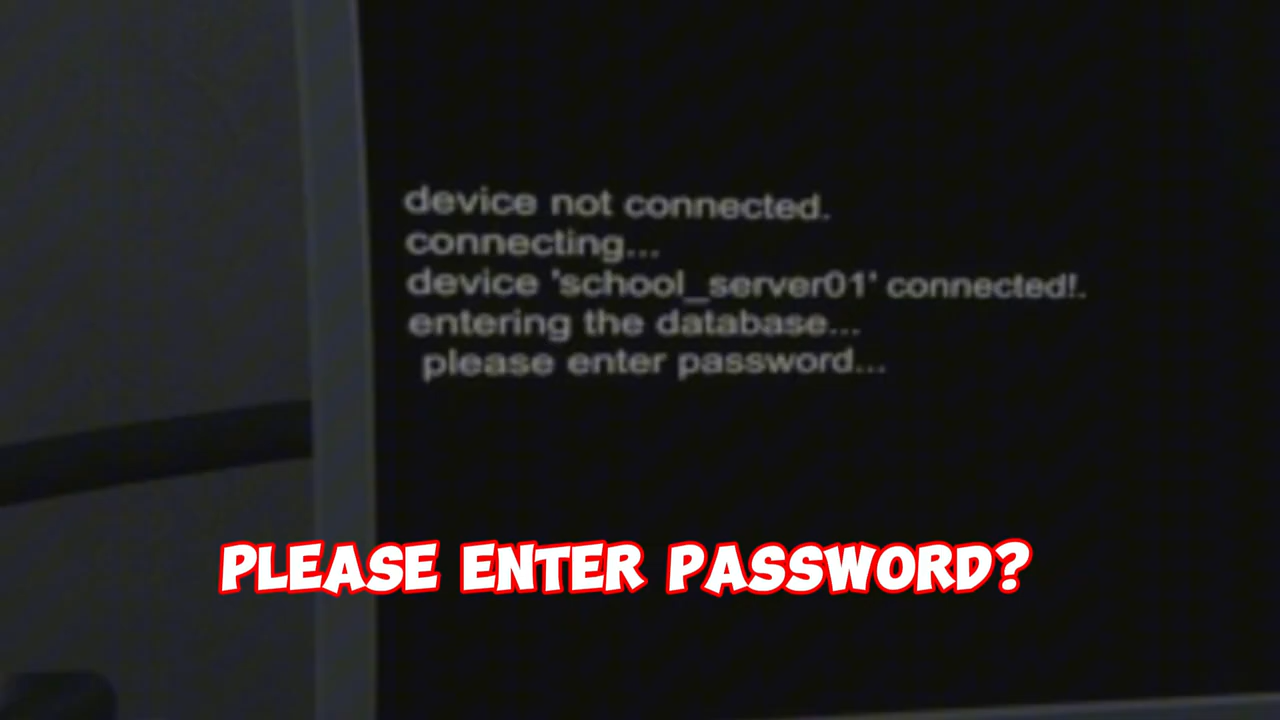 device not connected.
connecting...
device 'school_server01' connected!.
entering the database...
please enter password...
PLEASE ENTER PASSWORD?